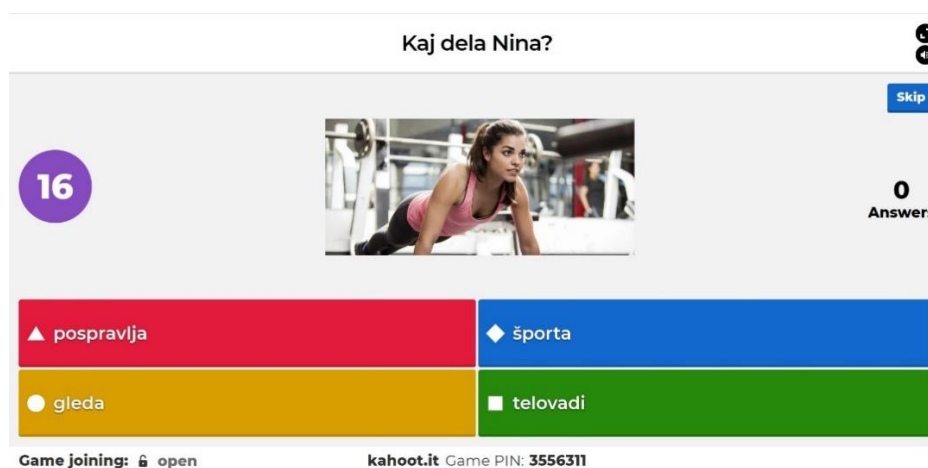 Kaj dela Nina?
Skip
16
0
Answers
pospravlja
športa
gleda
telovadi
Game joining: open
kahoot.it Game PIN: 3556311